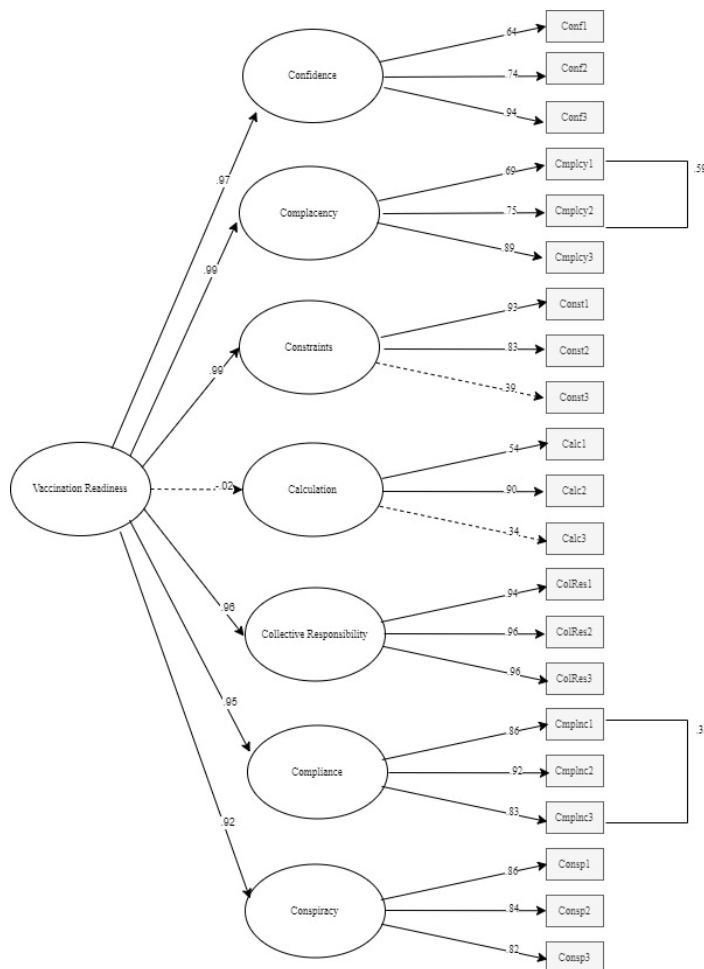 Confidence
.64
Conf1
.74
Conf2
.94
Conf3
.97
Complacency
.69
Cmplcy1
.75
Cmplcy2
.89
Cmplcy3
.59
.99
Constraints
.93
Const1
.83
Const2
.39
Const3
.99
Vaccination Readiness
-.02
Calculation
.54
Calc1
.90
Calc2
.34
Calc3
.96
Collective Responsibility
.94
ColRes1
.96
ColRes2
.96
ColRes3
.95
Compliance
.86
Cmplnc1
.92
Cmplnc2
.83
Cmplnc3
.92
Conspiracy
.86
Consp1
.84
Consp2
.82
Consp3